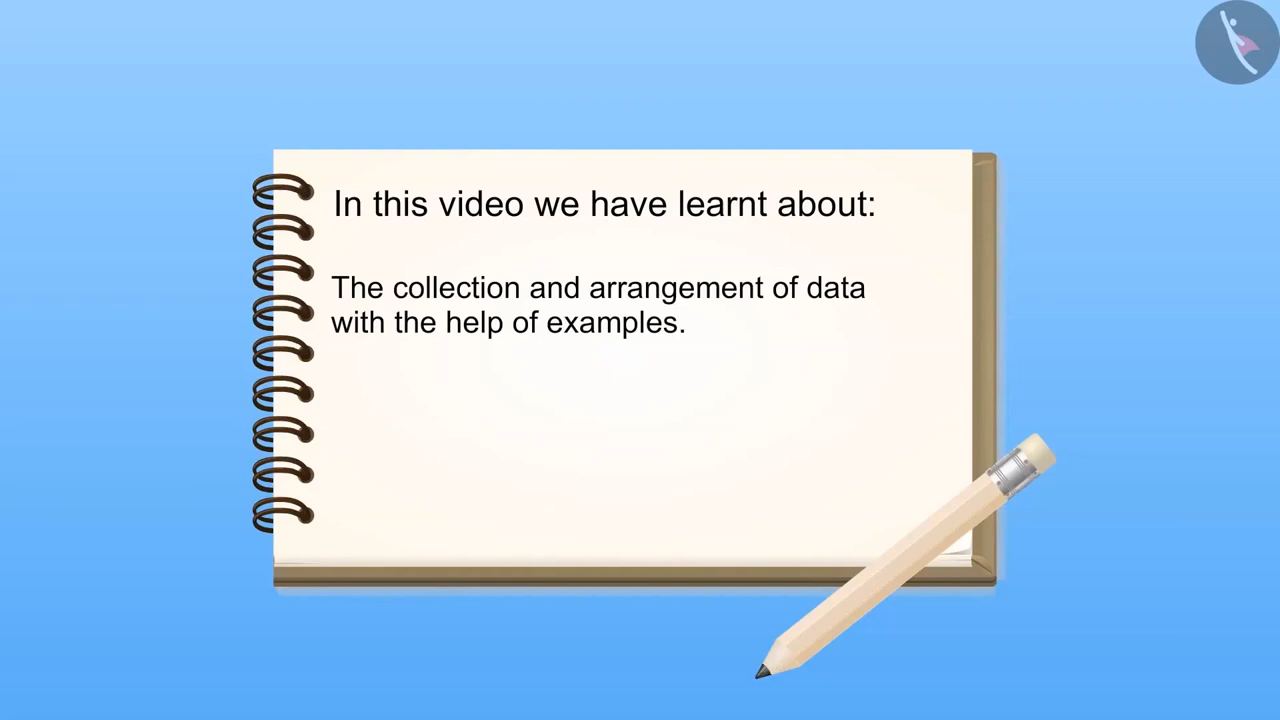 In this video we have learnt about:
The collection and arrangement of data
with the help of examples.